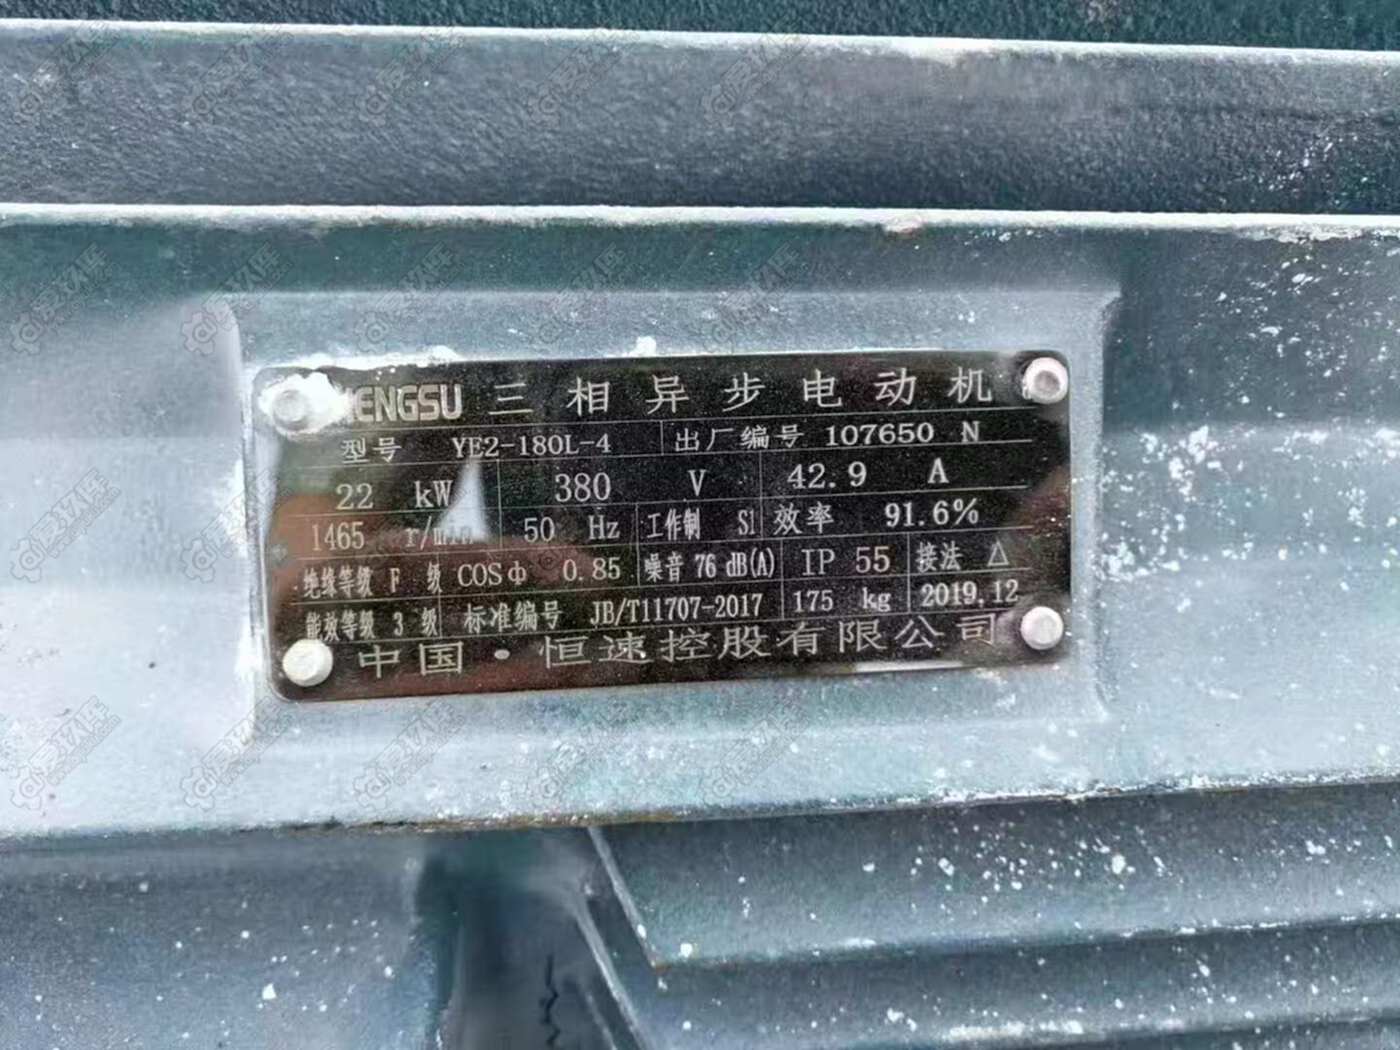 HENGSU 三相异步电动机
型号 YE2-180L-4 出厂编号 107650 N
22 kW 380 V 42.9 A
1465 r/min 50 Hz 工作制 S1 效率 91.6%
绝缘等级 F 级 COSф 0.85 噪音 76 dB(A) IP 55 接法 △
能效等级 3 级 标准编号 JB/T11707-2017 175 kg 2019.12
中国·恒速控股有限公司